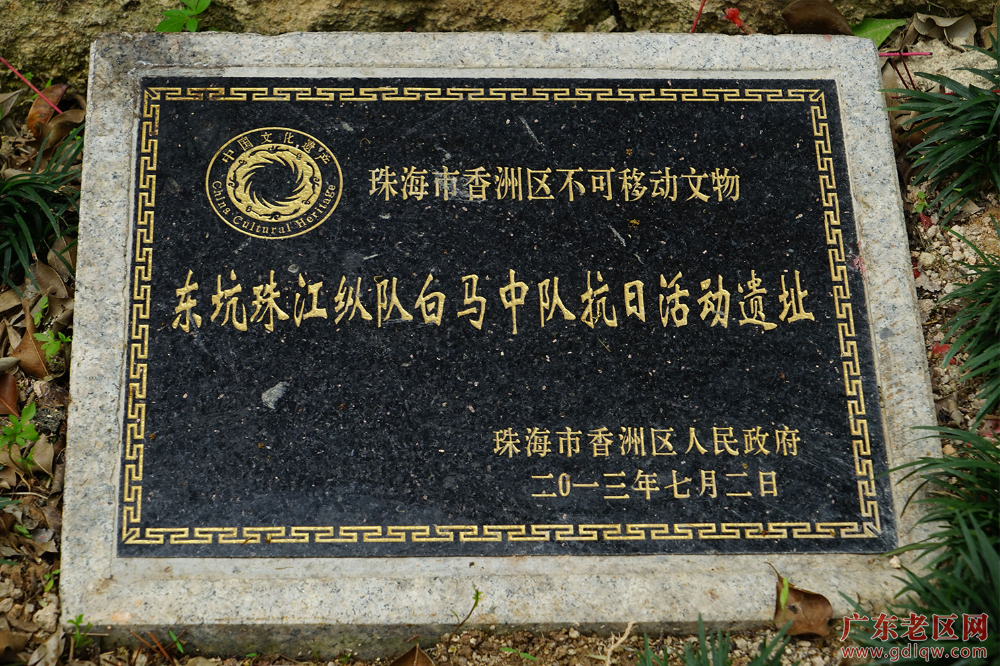 中国文化遗产
China Cultural Heritage
珠海市香洲区不可移动文物
东坑珠江纵队白马中队抗日活动遗址
珠海市香洲区人民政府
二0一三年七月二日
广东老区网
www.gdlqw.com